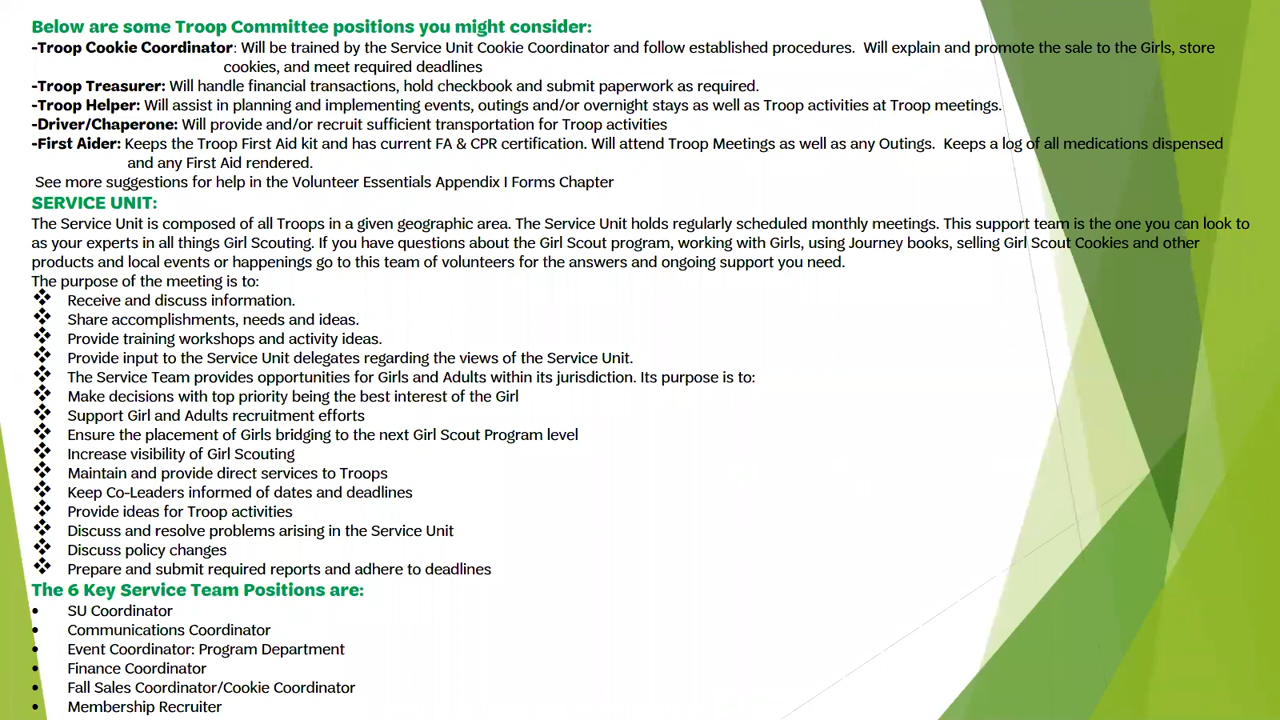 Below are some Troop Committee positions you might consider:
-Troop Cookie Coordinator: Will be trained by the Service Unit Cookie Coordinator and follow established procedures.  Will explain and promote the sale to the Girls, store
cookies, and meet required deadlines
-Troop Treasurer: Will handle financial transactions, hold checkbook and submit paperwork as required.
-Troop Helper: Will assist in planning and implementing events, outings and/or overnight stays as well as Troop activities at Troop meetings.
-Driver/Chaperone: Will provide and/or recruit sufficient transportation for Troop activities
-First Aider: Keeps the Troop First Aid kit and has current FA & CPR certification. Will attend Troop Meetings as well as any Outings.  Keeps a log of all medications dispensed
and any First Aid rendered.
See more suggestions for help in the Volunteer Essentials Appendix I Forms Chapter
SERVICE UNIT:
The Service Unit is composed of all Troops in a given geographic area. The Service Unit holds regularly scheduled monthly meetings. This support team is the one you can look to
as your experts in all things Girl Scouting. If you have questions about the Girl Scout program, working with Girls, using Journey books, selling Girl Scout Cookies and other
products and local events or happenings go to this team of volunteers for the answers and ongoing support you need.
The purpose of the meeting is to:
❖ Receive and discuss information.
❖ Share accomplishments, needs and ideas.
❖ Provide training workshops and activity ideas.
❖ Provide input to the Service Unit delegates regarding the views of the Service Unit.
❖ The Service Team provides opportunities for Girls and Adults within its jurisdiction. Its purpose is to:
❖ Make decisions with top priority being the best interest of the Girl
❖ Support Girl and Adults recruitment efforts
❖ Ensure the placement of Girls bridging to the next Girl Scout Program level
❖ Increase visibility of Girl Scouting
❖ Maintain and provide direct services to Troops
❖ Keep Co-Leaders informed of dates and deadlines
❖ Provide ideas for Troop activities
❖ Discuss and resolve problems arising in the Service Unit
❖ Discuss policy changes
❖ Prepare and submit required reports and adhere to deadlines
The 6 Key Service Team Positions are:
• SU Coordinator
• Communications Coordinator
• Event Coordinator: Program Department
• Finance Coordinator
• Fall Sales Coordinator/Cookie Coordinator
• Membership Recruiter